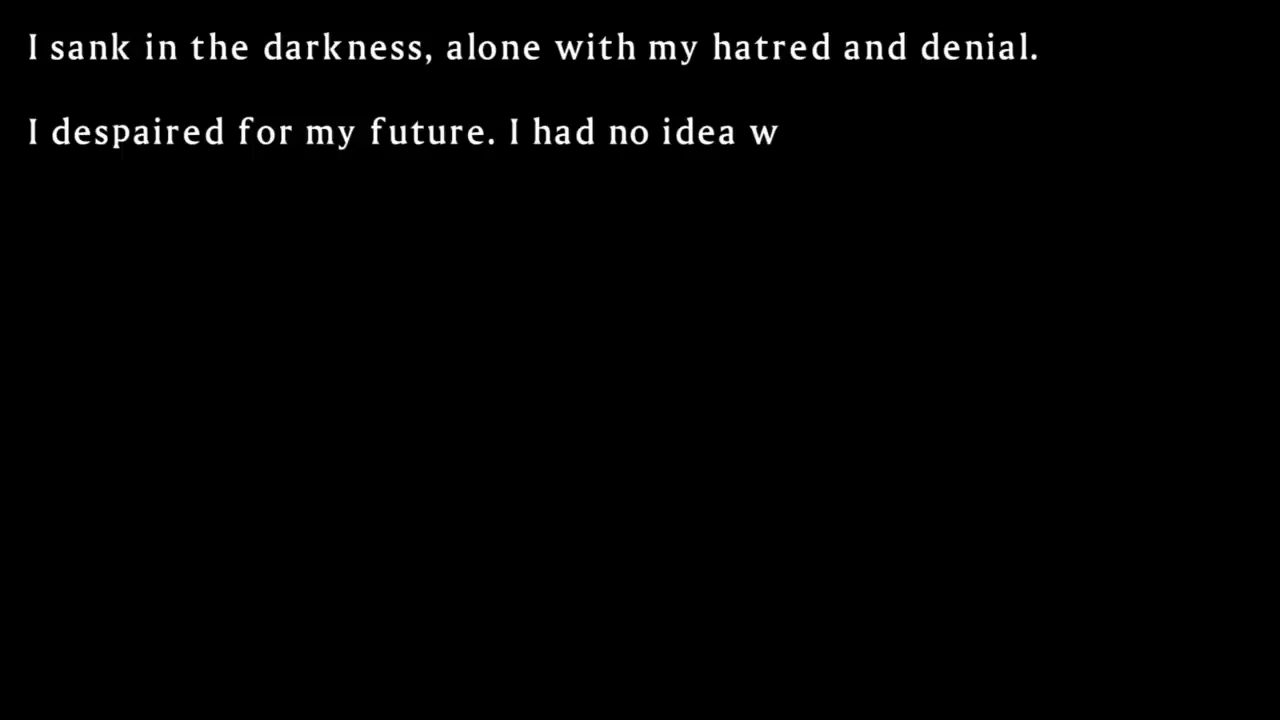 I sank in the darkness, alone with my hatred and denial.
I despaired for my future. I had no idea w